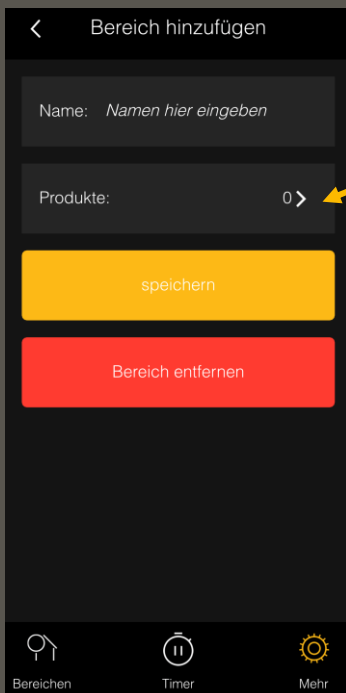 Bereich hinzufügen
Name: Namen hier eingeben
Produkte: 0
speichern
Bereich entfernen
Bereichen Timer Mehr